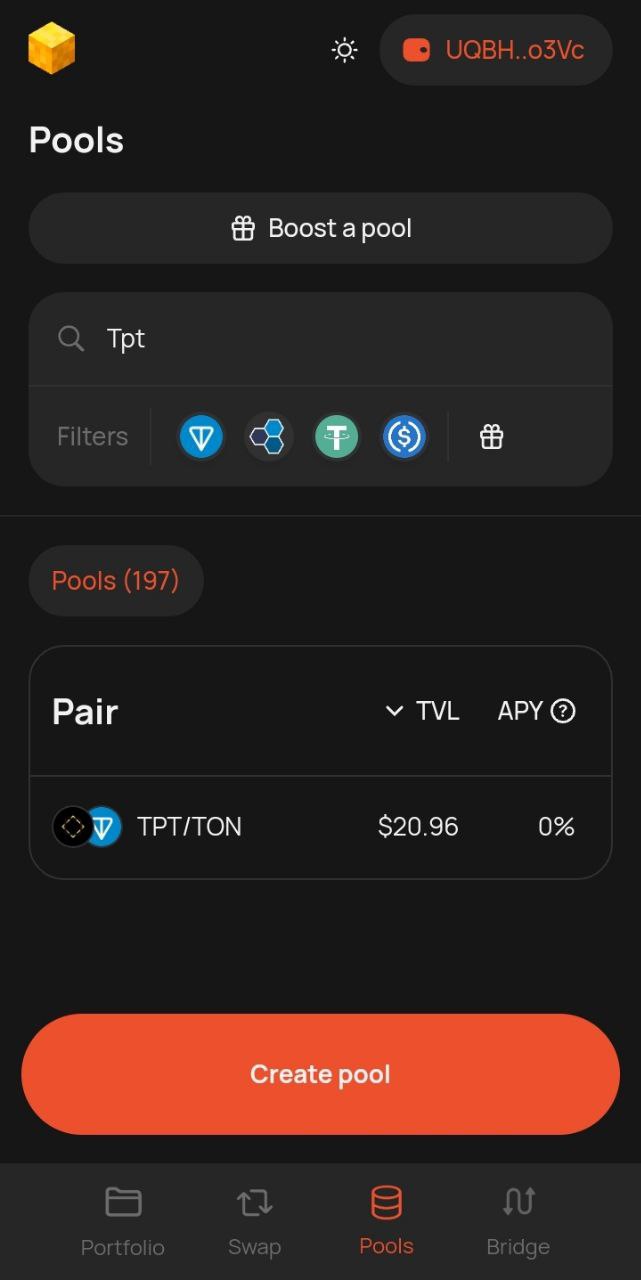 UQBH..o3Vc
Pools
Boost a pool
Tpt
Filters
Pools (197)
Pair TVL APY ?
TPT/TON $20.96 0%
Create pool
Portfolio Swap Pools Bridge